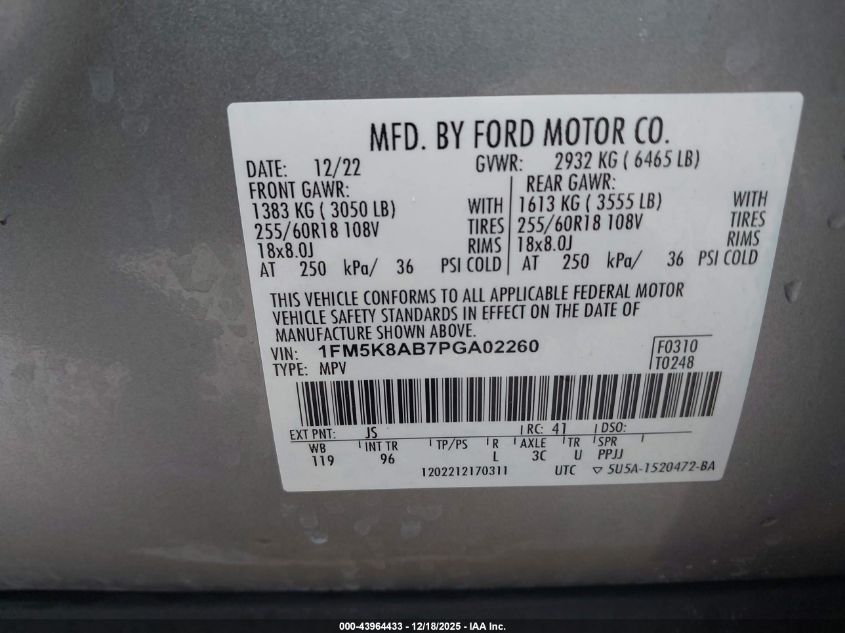 MFD. BY FORD MOTOR CO.
DATE: 12/22 GVWR: 2932 KG ( 6465 LB)
FRONT GAWR: REAR GAWR:
1383 KG ( 3050 LB) WITH 1613 KG ( 3555 LB) WITH
255/60R18 108V TIRES 255/60R18 108V TIRES
18x8.0J RIMS 18x8.0J RIMS
AT 250 kPa/ 36 PSI COLD AT 250 kPa/ 36 PSI COLD
THIS VEHICLE CONFORMS TO ALL APPLICABLE FEDERAL MOTOR
VEHICLE SAFETY STANDARDS IN EFFECT ON THE DATE OF
MANUFACTURE SHOWN ABOVE.
VIN: 1FM5K8AB7PGA02260 F0310
TYPE: MPV T0248
EXT PNT: JS RC: 41 DSO:
WB INT TR TP/PS R AXLE TR SPR
119 96 L 3C U PPJJ
1202212170311 UTC ▽ 5U5A-1520472-BA
000-43964433 – 12/18/2025 – IAA Inc.